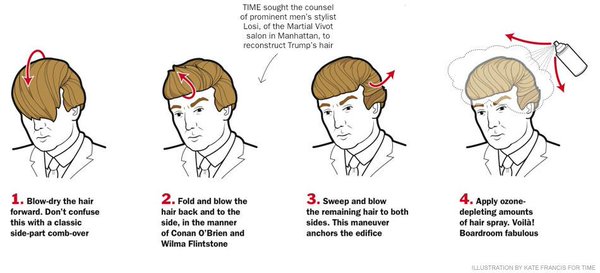 TIME sought the counsel
of prominent men's stylist
Losi, of the Martial Vivot
salon in Manhattan, to
reconstruct Trump's hair
1. Blow-dry the hair
forward. Don't confuse
this with a classic
side-part comb-over
2. Fold and blow the
hair back and to the
side, in the manner
of Conan O'Brien and
Wilma Flintstone
3. Sweep and blow
the remaining hair to both
sides. This maneuver
anchors the edifice
4. Apply ozone-
depleting amounts
of hair spray. Voilà!
Boardroom fabulous
ILLUSTRATION BY KATE FRANCIS FOR TIME